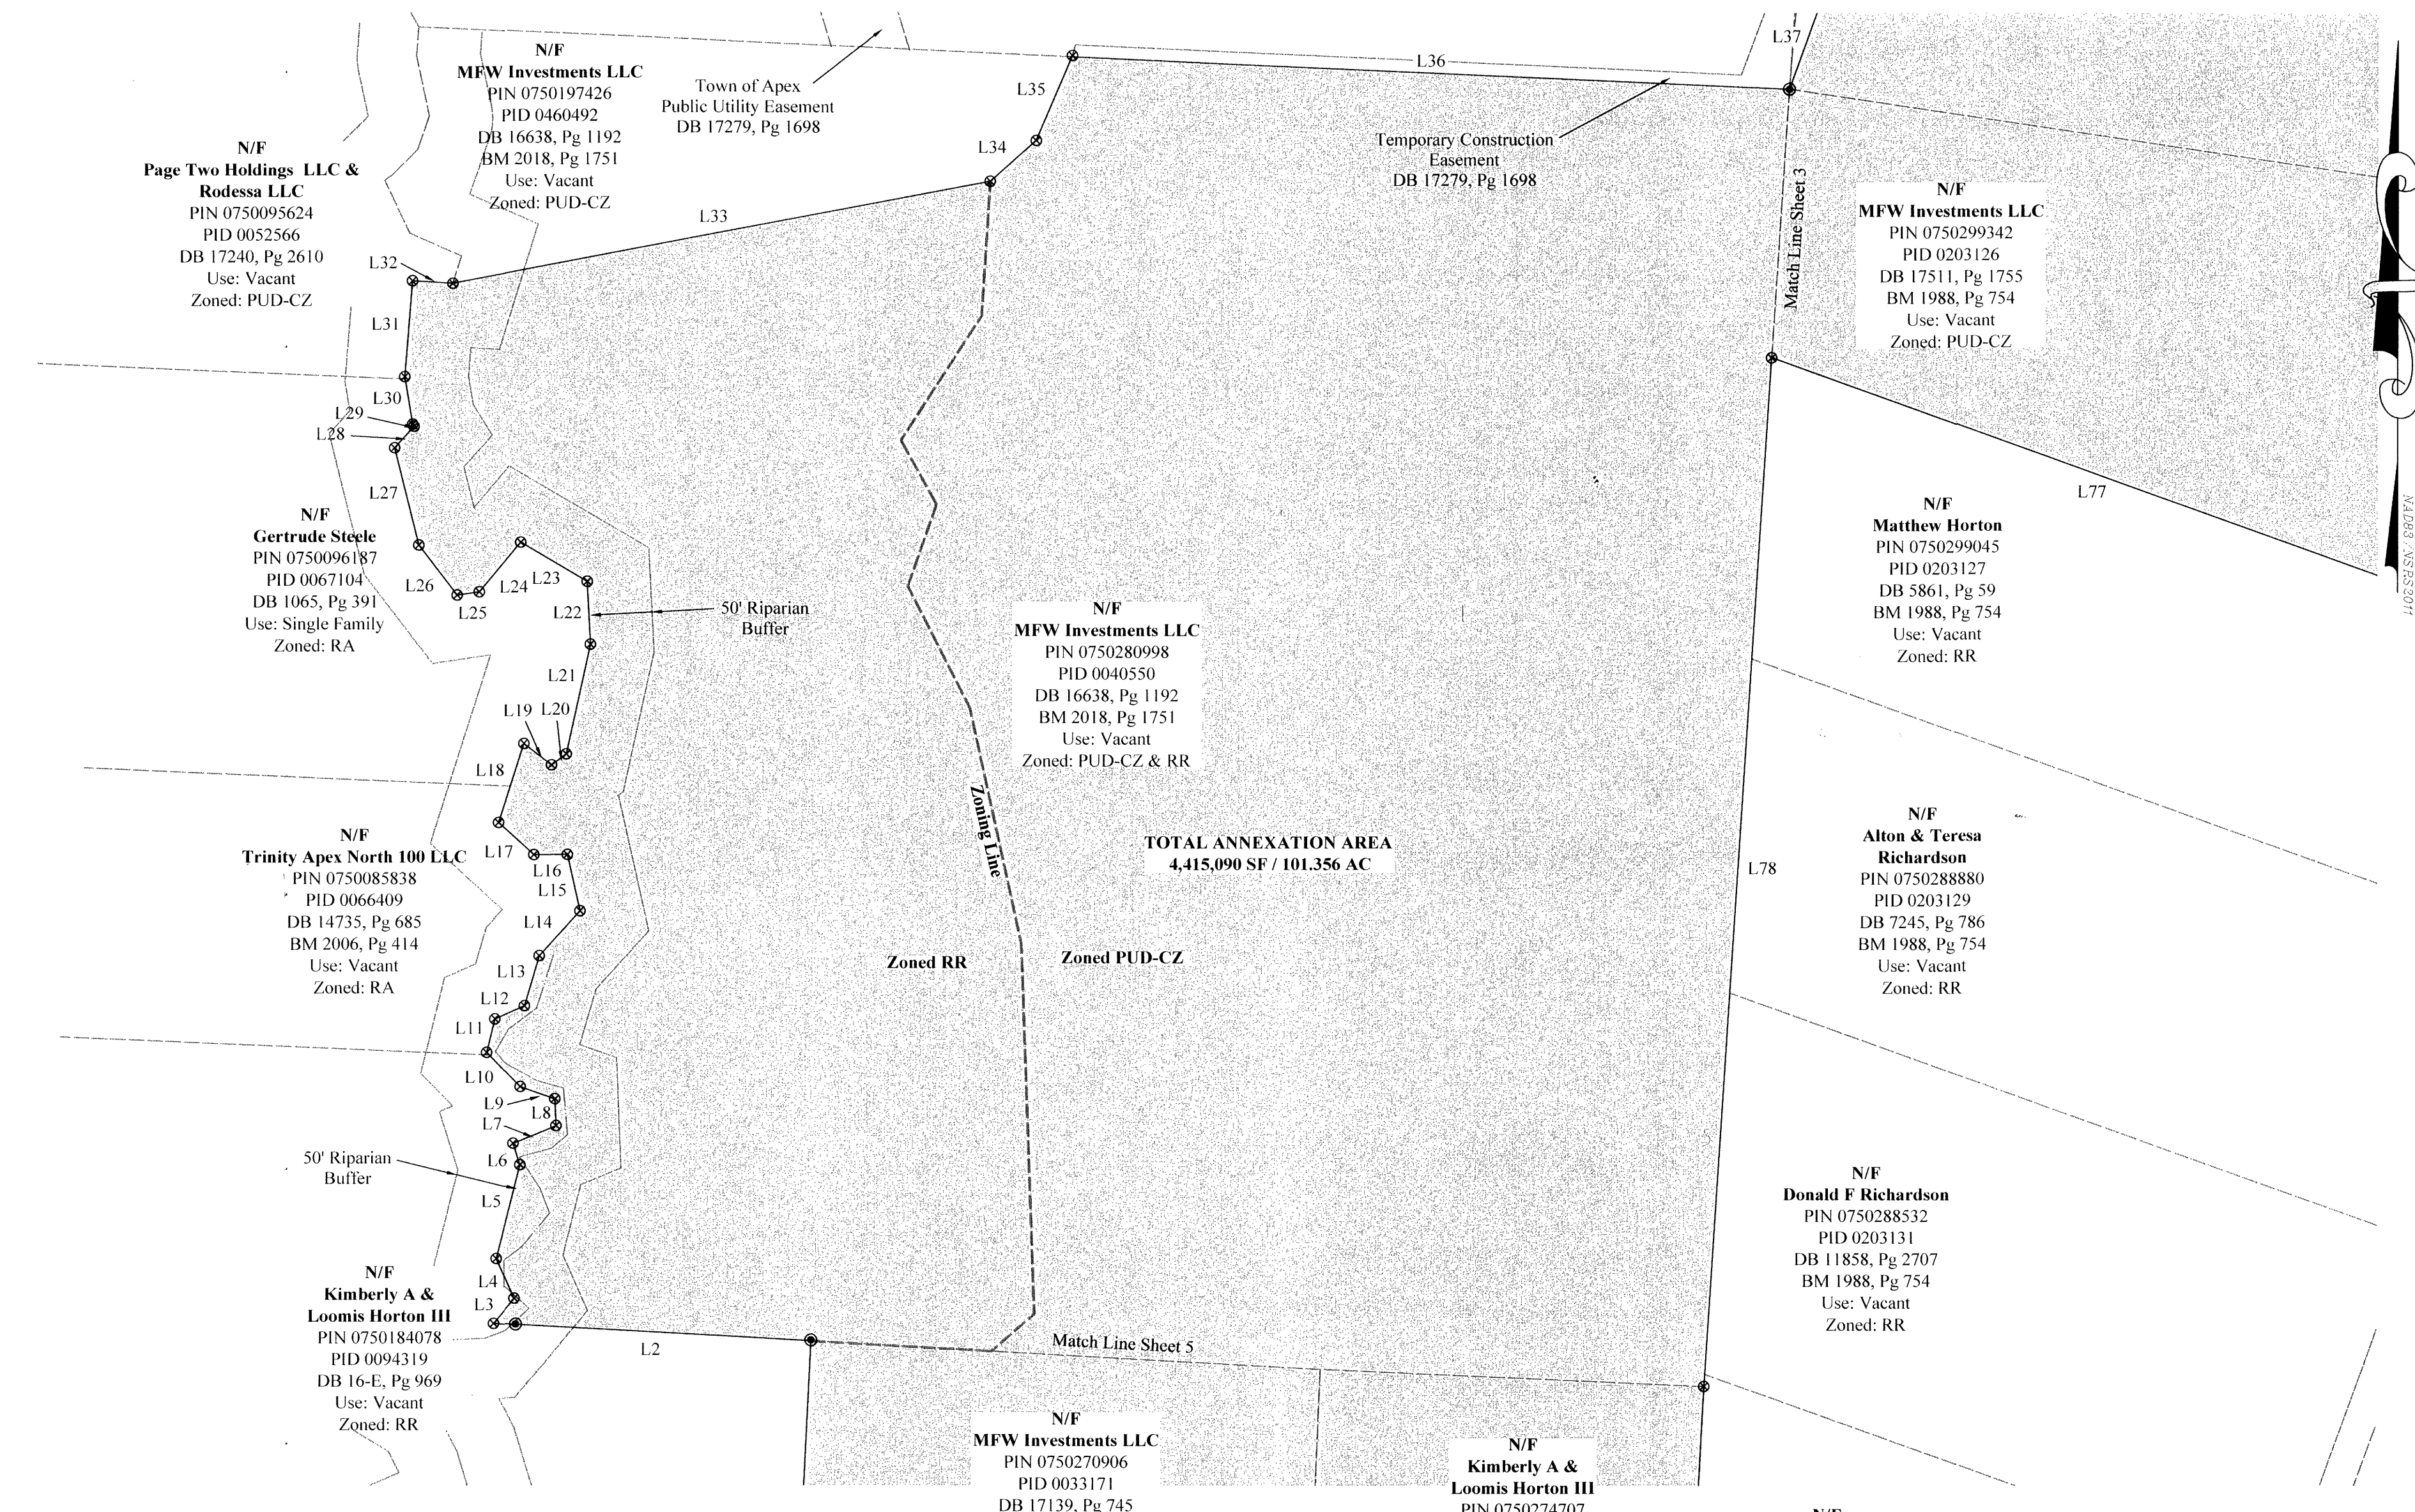 N/F
MFW Investments LLC
PIN 0750197426
PID 0460492
DB 16638, Pg 1192
BM 2018, Pg 1751
Use: Vacant
Zoned: PUD-CZ
Town of Apex
Public Utility Easement
DB 17279, Pg 1698
L35
L36
L37
L34
Temporary Construction
Easement
DB 17279, Pg 1698
Match Line Sheet 3
N/F
Page Two Holdings LLC &
Rodessa LLC
PIN 0750095624
PID 0052566
DB 17240, Pg 2610
Use: Vacant
Zoned: PUD-CZ
L33
L32
L31
L30
L29
L28
L27
N/F
MFW Investments LLC
PIN 0750299342
PID 0203126
DB 17511, Pg 1755
BM 1988, Pg 754
Use: Vacant
Zoned: PUD-CZ
NAD83 NSRS2011
L77
N/F
Gertrude Steele
PIN 0750096187
PID 0067104
DB 1065, Pg 391
Use: Single Family
Zoned: RA
L26
L25
L24
L23
L22
L21
50' Riparian
Buffer
N/F
MFW Investments LLC
PIN 0750280998
PID 0040550
DB 16638, Pg 1192
BM 2018, Pg 1751
Use: Vacant
Zoned: PUD-CZ & RR
N/F
Matthew Horton
PIN 0750299045
PID 0203127
DB 5861, Pg 59
BM 1988, Pg 754
Use: Vacant
Zoned: RR
L19
L20
L18
L17
L16
L15
L14
L13
L12
L11
L10
L9
L8
L7
L6
L5
L4
L3
L2
N/F
Trinity Apex North 100 LLC
PIN 0750085838
PID 0066409
DB 14735, Pg 685
BM 2006, Pg 414
Use: Vacant
Zoned: RA
Zoning Line
TOTAL ANNEXATION AREA
4,415,090 SF / 101.356 AC
Zoned RR
Zoned PUD-CZ
L78
N/F
Alton & Teresa
Richardson
PIN 0750288880
PID 0203129
DB 7245, Pg 786
BM 1988, Pg 754
Use: Vacant
Zoned: RR
50' Riparian
Buffer
N/F
Donald F Richardson
PIN 0750288532
PID 0203131
DB 11858, Pg 2707
BM 1988, Pg 754
Use: Vacant
Zoned: RR
N/F
Kimberly A &
Loomis Horton III
PIN 0750184078
PID 0094319
DB 16-E, Pg 969
Use: Vacant
Zoned: RR
Match Line Sheet 5
N/F
MFW Investments LLC
PIN 0750270906
PID 0033171
DB 17139, Pg 745
N/F
Kimberly A &
Loomis Horton III
PIN 0750274707
N/F